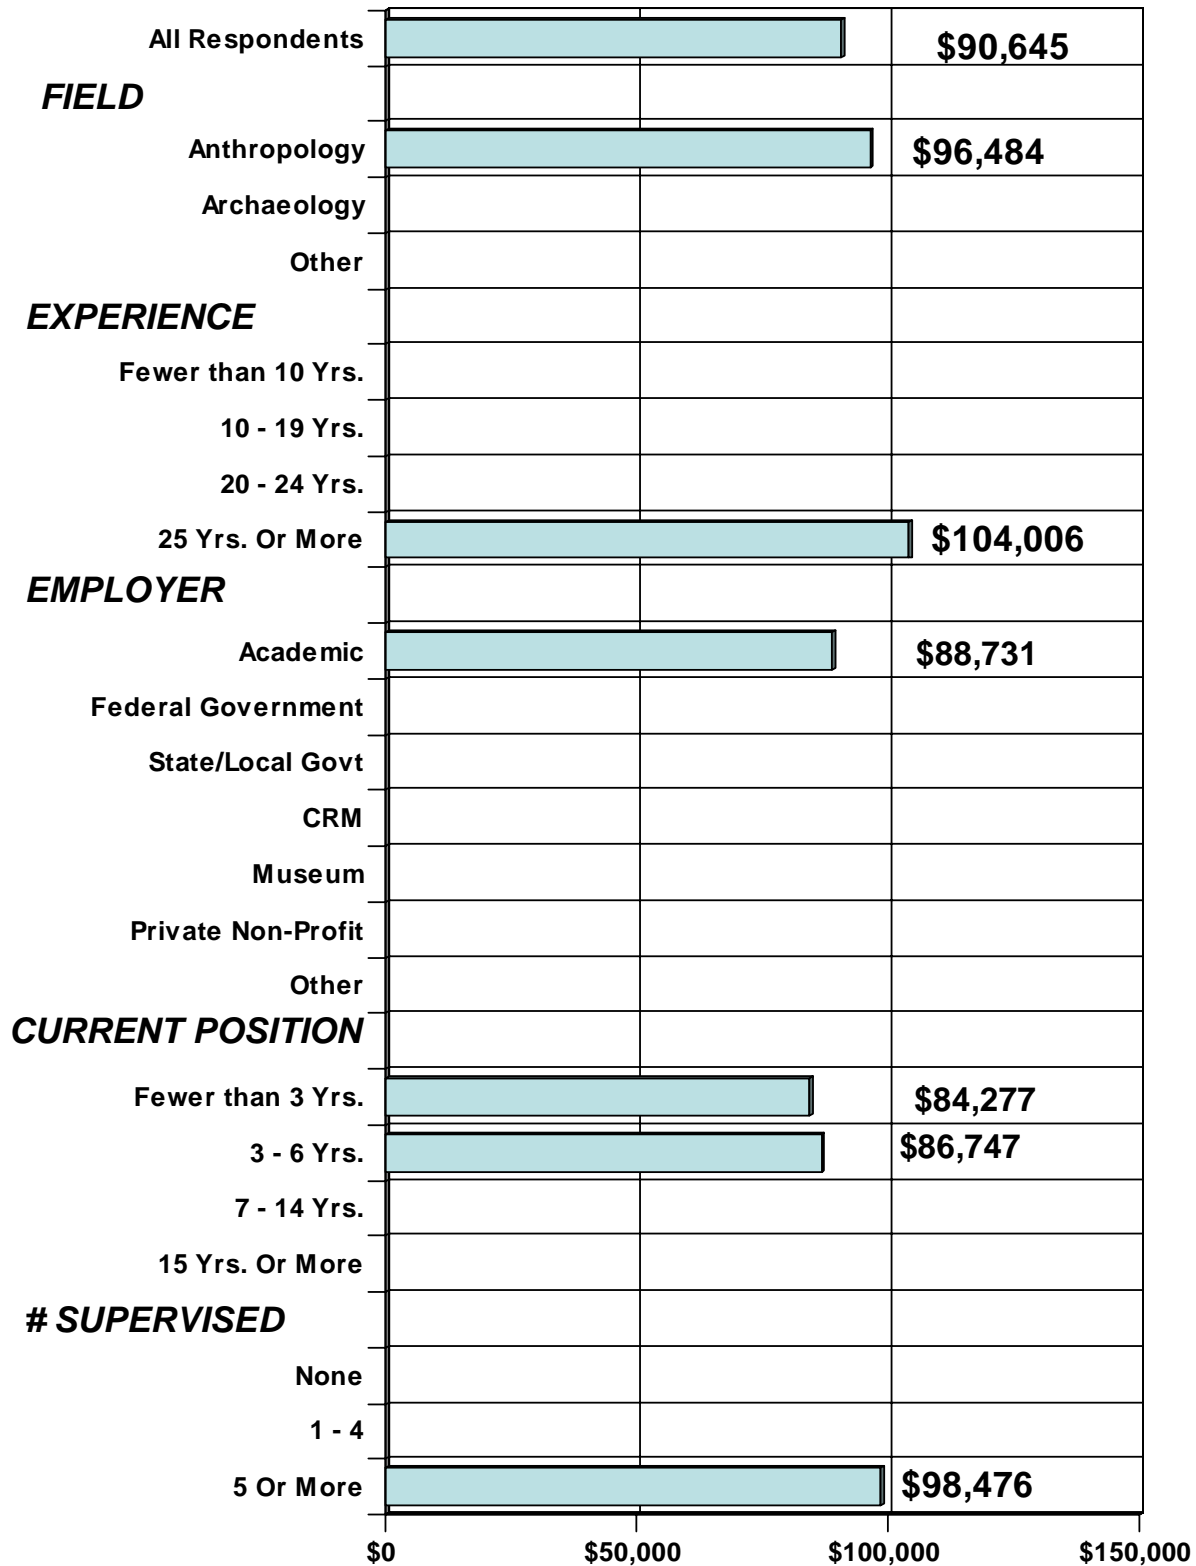 All Respondents $90,645
FIELD
Anthropology $96,484
Archaeology
Other
EXPERIENCE
Fewer than 10 Yrs.
10 - 19 Yrs.
20 - 24 Yrs.
25 Yrs. Or More $104,006
EMPLOYER
Academic $88,731
Federal Government
State/Local Govt
CRM
Museum
Private Non-Profit
Other
CURRENT POSITION
Fewer than 3 Yrs. $84,277
3 - 6 Yrs. $86,747
7 - 14 Yrs.
15 Yrs. Or More
# SUPERVISED
None
1 - 4
5 Or More $98,476
$0 $50,000 $100,000 $150,000